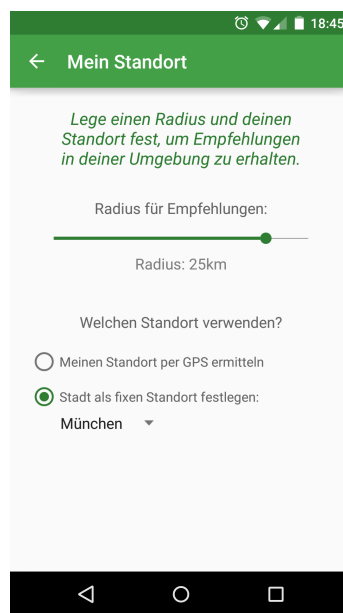 18:45
Mein Standort
Lege einen Radius und deinen
Standort fest, um Empfehlungen
in deiner Umgebung zu erhalten.
Radius für Empfehlungen:
Radius: 25km
Welchen Standort verwenden?
Meinen Standort per GPS ermitteln
Stadt als fixen Standort festlegen:
München